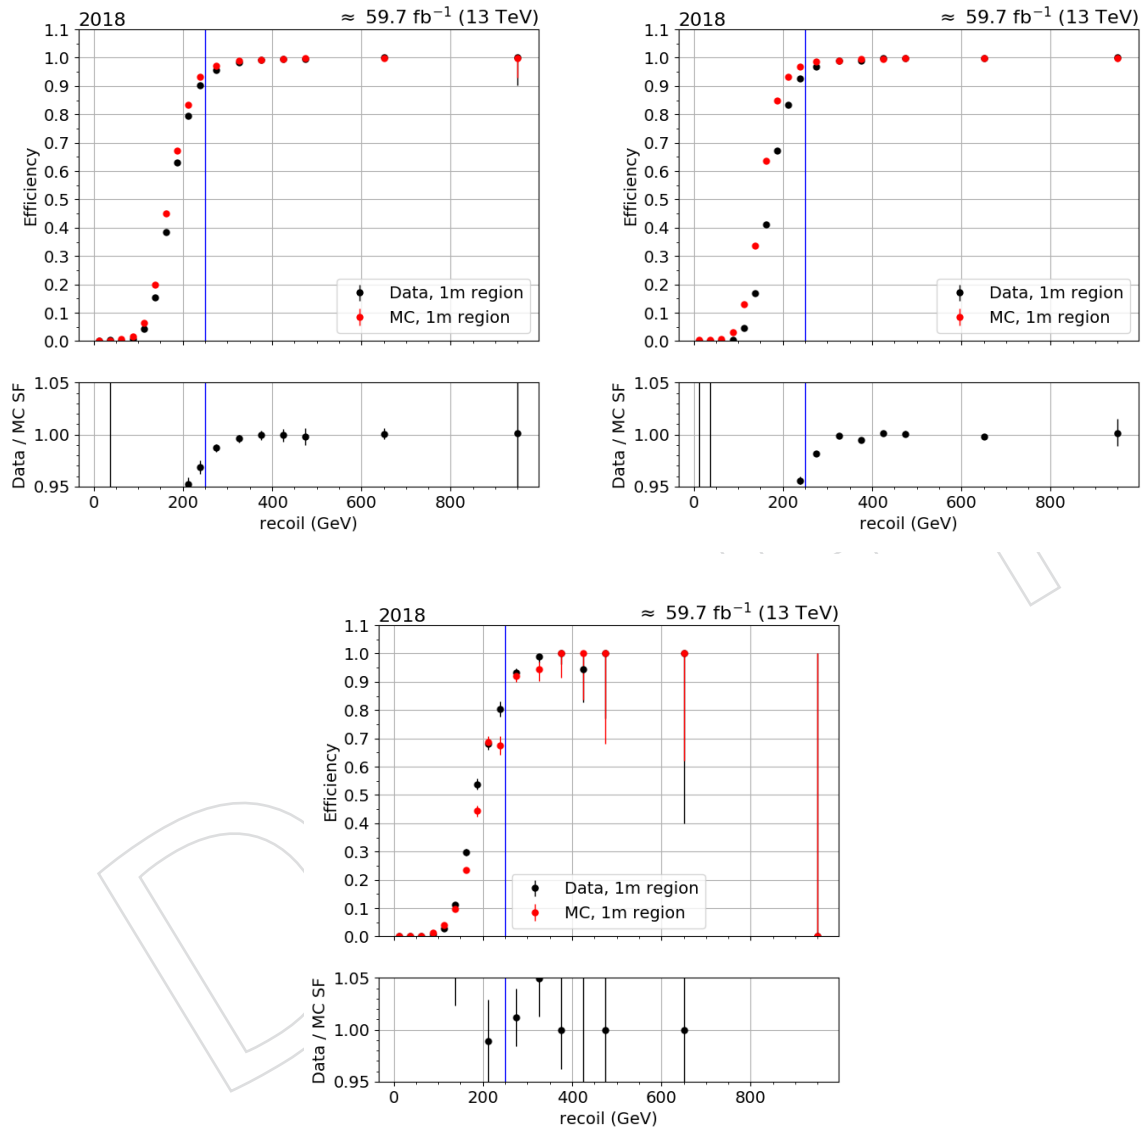 2018 ≈ 59.7 fb⁻¹ (13 TeV)
1.1
1.0
0.9
0.8
0.7
0.6
0.5
0.4
0.3
0.2
0.1
0.0
Efficiency
Data, 1m region
MC, 1m region
1.05
1.00
0.95
Data / MC SF
0 200 400 600 800
recoil (GeV)
2018 ≈ 59.7 fb⁻¹ (13 TeV)
1.1
1.0
0.9
0.8
0.7
0.6
0.5
0.4
0.3
0.2
0.1
0.0
Efficiency
Data, 1m region
MC, 1m region
1.05
1.00
0.95
Data / MC SF
0 200 400 600 800
recoil (GeV)
2018 ≈ 59.7 fb⁻¹ (13 TeV)
1.1
1.0
0.9
0.8
0.7
0.6
0.5
0.4
0.3
0.2
0.1
0.0
Efficiency
Data, 1m region
MC, 1m region
1.05
1.00
0.95
Data / MC SF
0 200 400 600 800
recoil (GeV)